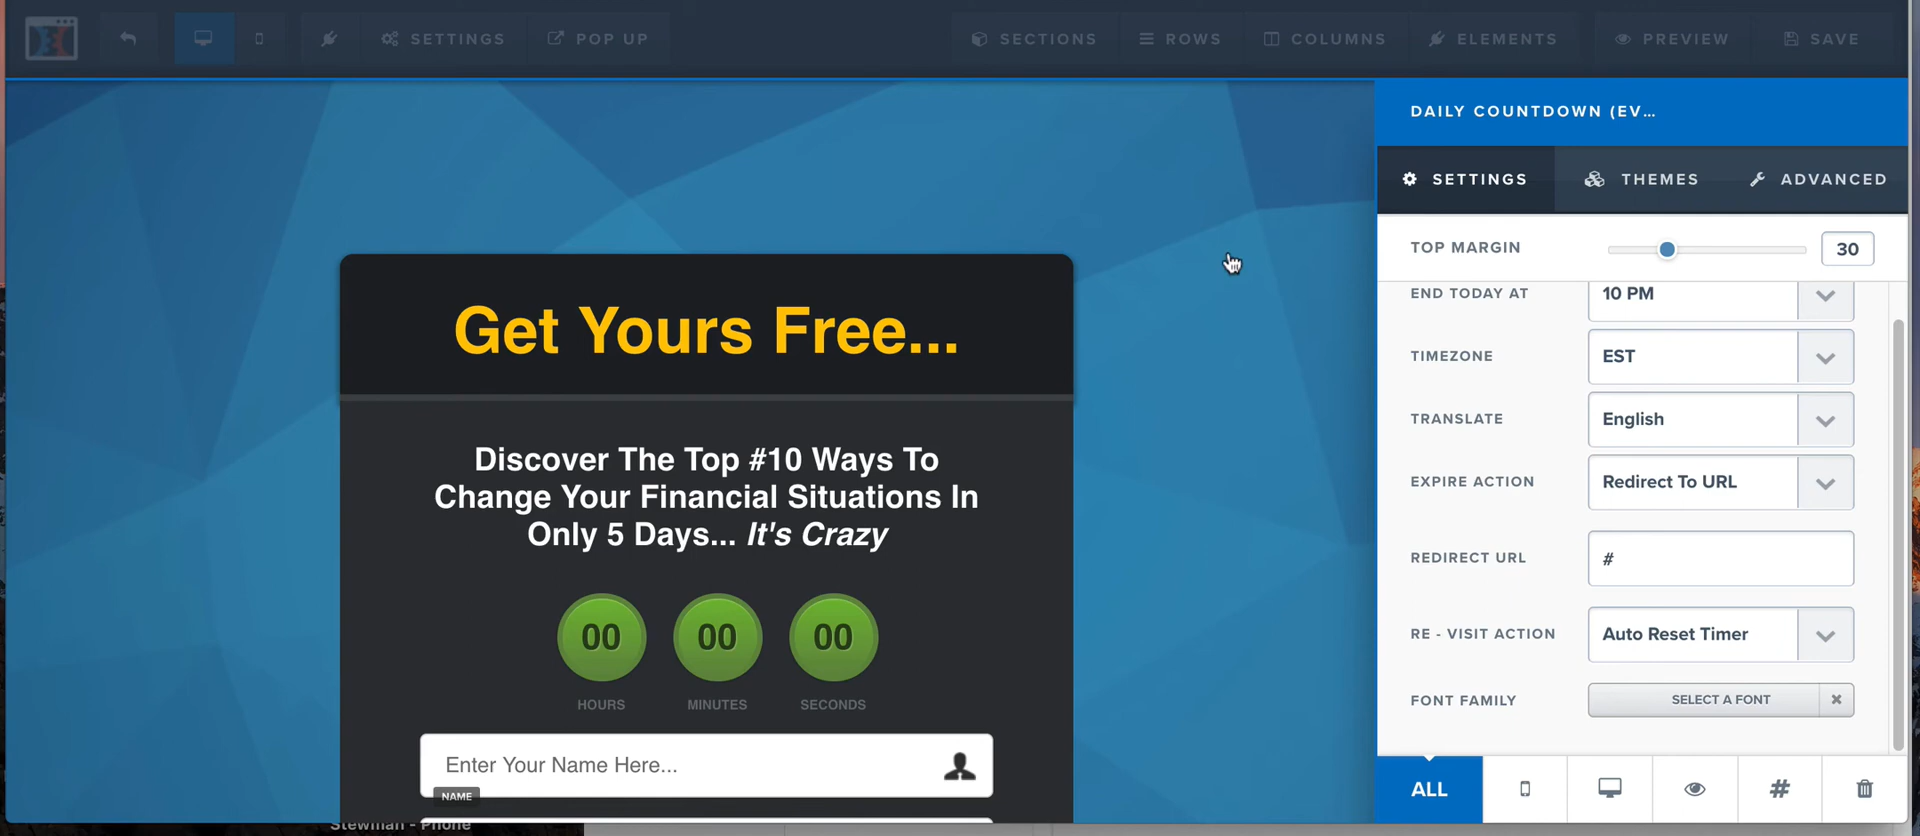 SETTINGS
POP UP
SECTIONS
ROWS
COLUMNS
ELEMENTS
PREVIEW
SAVE
DAILY COUNTDOWN (EV...
SETTINGS
THEMES
ADVANCED
TOP MARGIN
30
END TODAY AT
10 PM
TIMEZONE
EST
TRANSLATE
English
EXPIRE ACTION
Redirect To URL
REDIRECT URL
#
RE - VISIT ACTION
Auto Reset Timer
FONT FAMILY
SELECT A FONT
ALL
#
Get Yours Free...
Discover The Top #10 Ways To
Change Your Financial Situations In
Only 5 Days... It's Crazy
00 00 00
HOURS MINUTES SECONDS
Enter Your Name Here...
NAME
Stewman - Phone